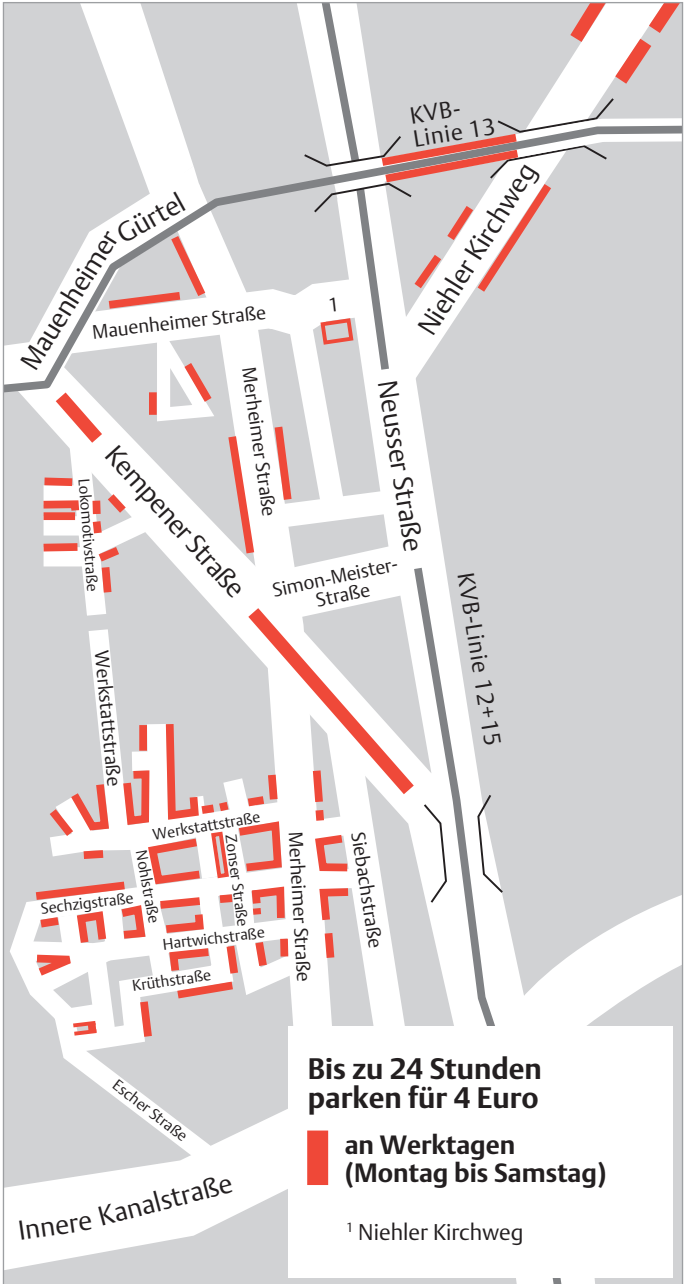 KVB-
Linie 13
Mauenheimer Gürtel
Niehler Kirchweg
1
Mauenheimer Straße
Merheimer Straße
Neusser Straße
Kempener Straße
Lokomotivstraße
Simon-Meister-
Straße
KVB-Linie 12+15
Werkstattstraße
Werkstattstraße
Nohlstraße
Zonser Straße
Merheimer Straße
Siebachstraße
Sechzigstraße
Hartwichstraße
Krüthstraße
Escher Straße
Innere Kanalstraße
Bis zu 24 Stunden
parken für 4 Euro
an Werktagen
(Montag bis Samstag)
1 Niehler Kirchweg